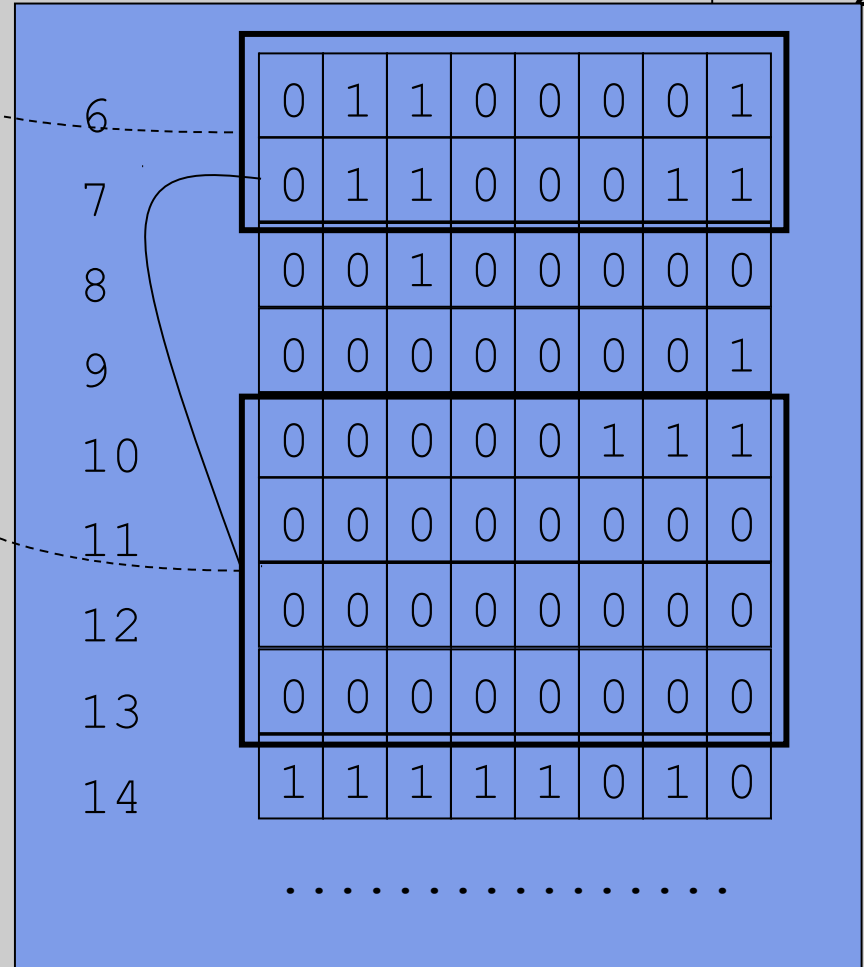 6 0 1 1 0 0 0 0 1
7 0 1 1 0 0 0 1 1
8 0 0 1 0 0 0 0 0
9 0 0 0 0 0 0 0 1
10 0 0 0 0 0 1 1 1
11 0 0 0 0 0 0 0 0
12 0 0 0 0 0 0 0 0
13 0 0 0 0 0 0 0 0
14 1 1 1 1 1 0 1 0
. . . . . . . . . . . . . . . .